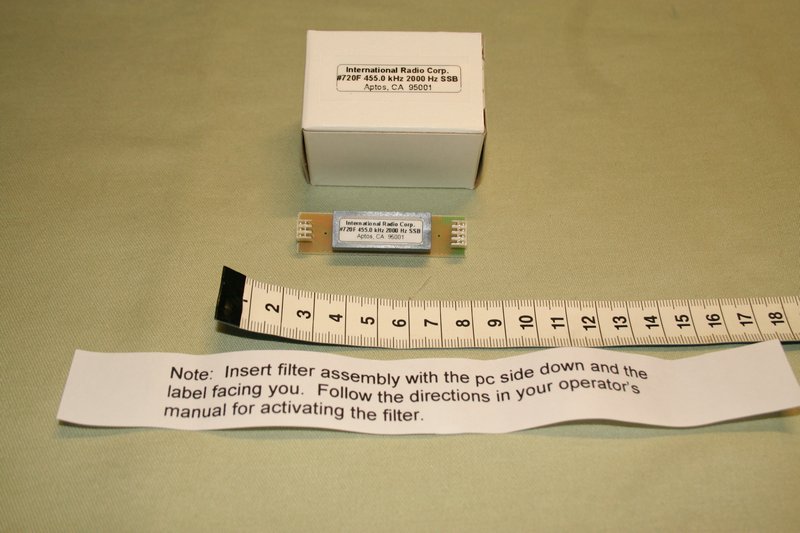 International Radio Corp.
#720F 455.0 kHz 2000 Hz SSB
Aptos, CA 95001
International Radio Corp.
#720F 455.0 kHz 2000 Hz SSB
Aptos, CA 95001
1 2 3 4 5 6 7 8 9 10 11 12 13 14 15 16 17 18
Note: Insert filter assembly with the pc side down and the
label facing you. Follow the directions in your operator's
manual for activating the filter.